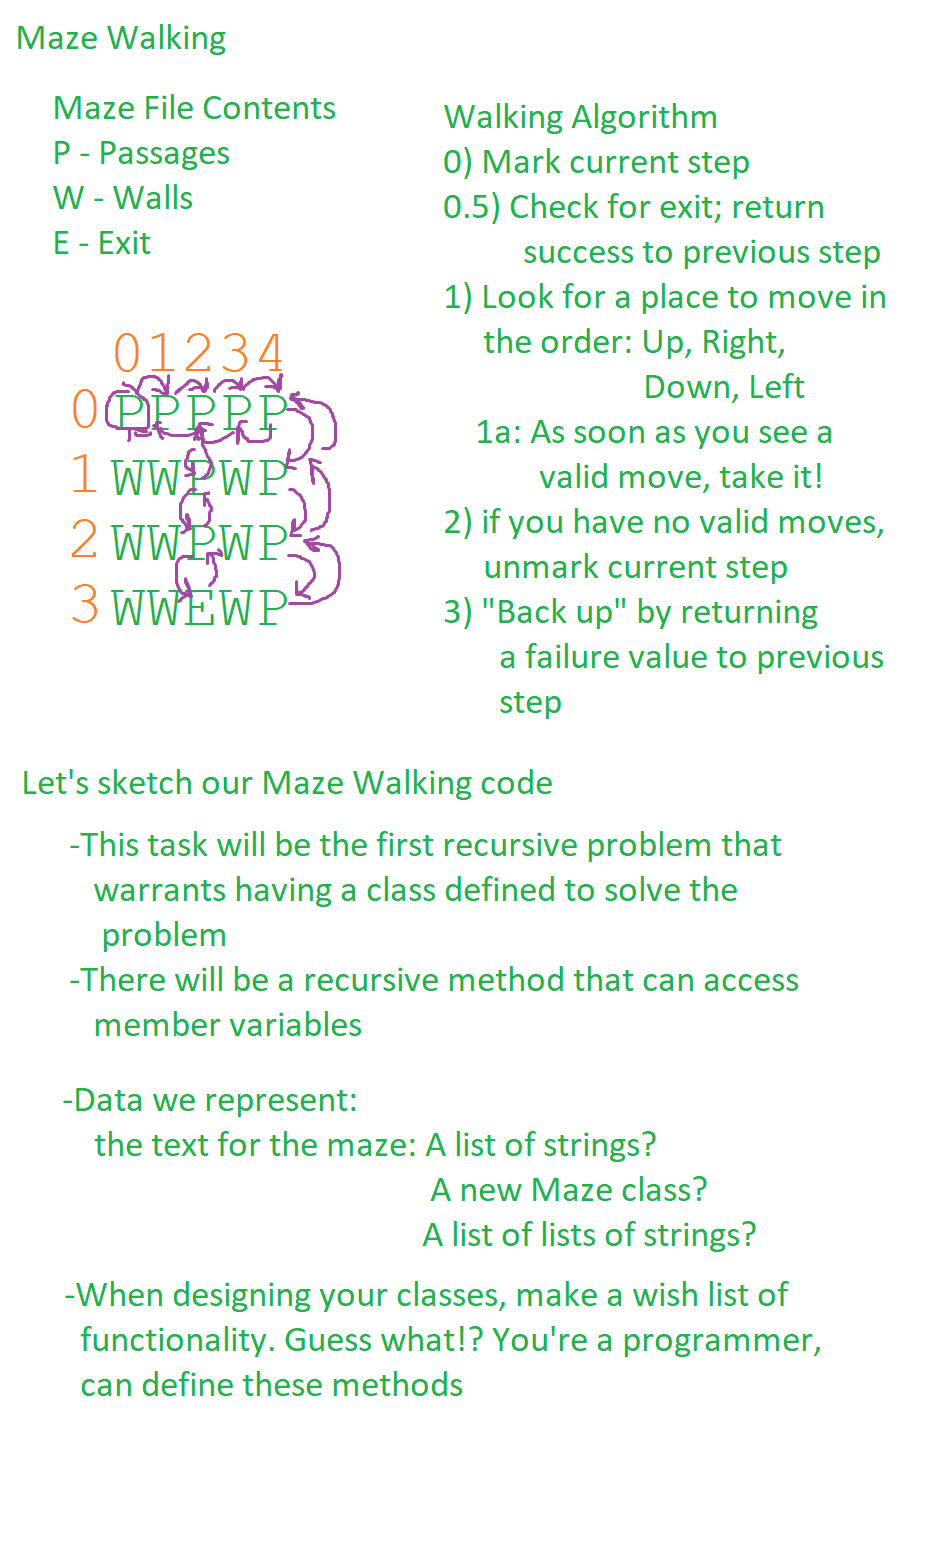 Maze Walking
Maze File Contents
P - Passages
W - Walls
E - Exit
01234
0 PPPPP
1 WWPWP
2 WWPWP
3 WWEWP
Walking Algorithm
0) Mark current step
0.5) Check for exit; return
success to previous step
1) Look for a place to move in
the order: Up, Right,
Down, Left
1a: As soon as you see a
valid move, take it!
2) if you have no valid moves,
unmark current step
3) "Back up" by returning
a failure value to previous
step
Let's sketch our Maze Walking code
-This task will be the first recursive problem that
warrants having a class defined to solve the
problem
-There will be a recursive method that can access
member variables
-Data we represent:
the text for the maze: A list of strings?
A new Maze class?
A list of lists of strings?
-When designing your classes, make a wish list of
functionality. Guess what!? You're a programmer,
can define these methods